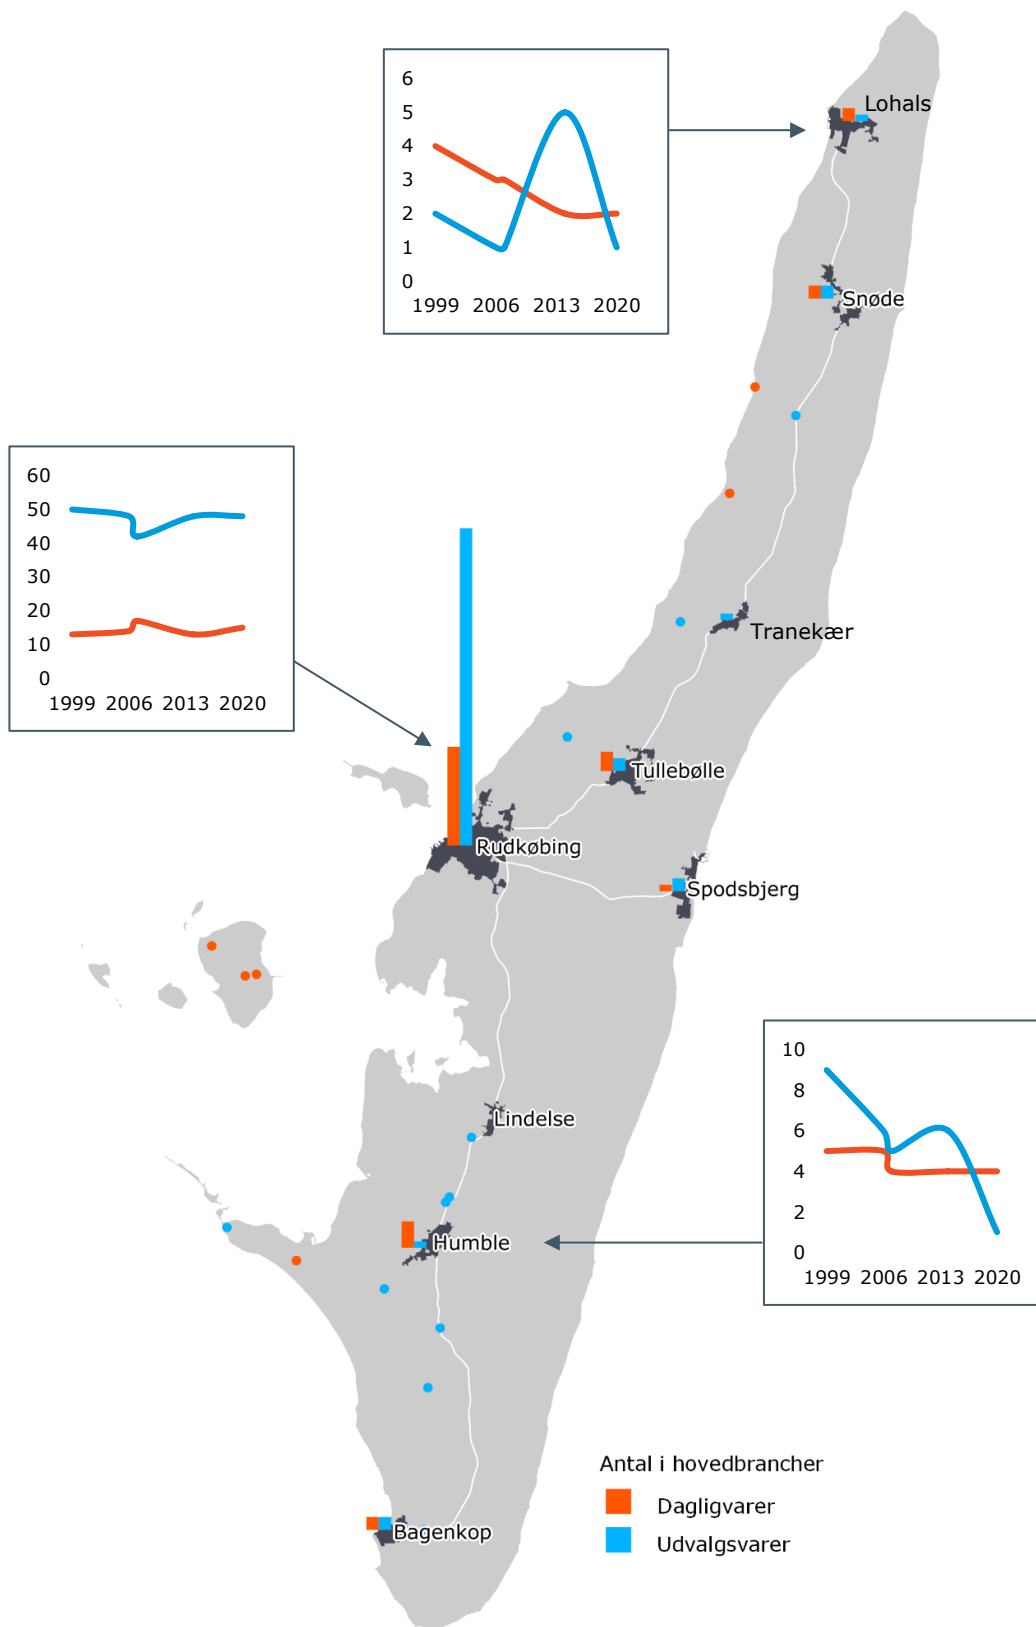 6
5
4
3
2
1
0
1999 2006 2013 2020
Lohals
Snøde
60
50
40
30
20
10
0
1999 2006 2013 2020
Tranekær
Tullebølle
Rudkøbing
Spodsbjerg
10
8
6
4
2
0
1999 2006 2013 2020
Lindelse
Humble
Antal i hovedbrancher
Dagligvarer
Udvalgsvarer
Bagenkop